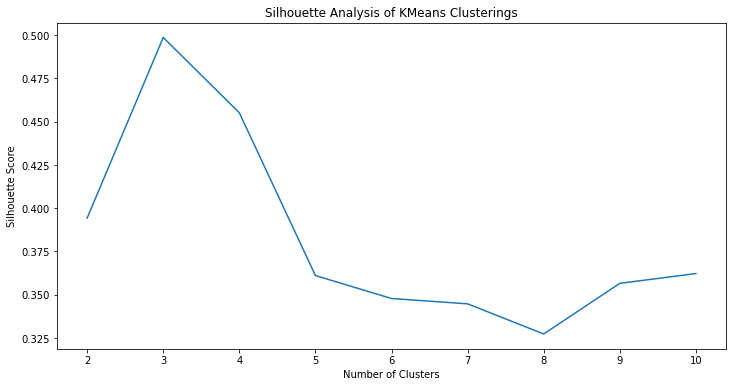 Silhouette Analysis of KMeans Clusterings
0.500
0.475
0.450
0.425
0.400
0.375
0.350
0.325
Silhouette Score
2 3 4 5 6 7 8 9 10
Number of Clusters